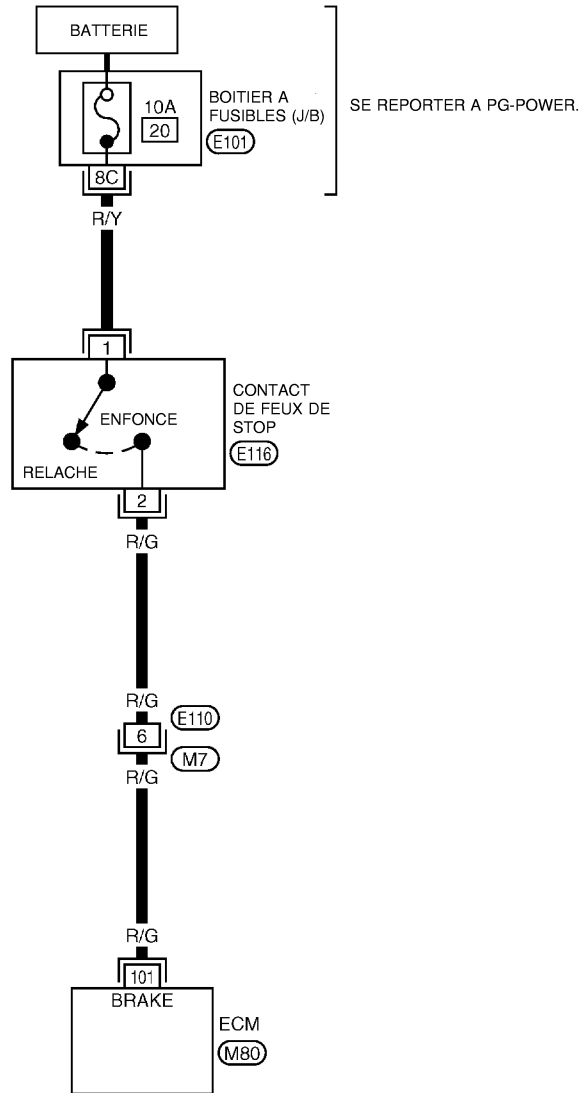 BATTERIE
10A
20
BOITIER A
FUSIBLES (J/B)
E101
SE REPORTER A PG-POWER.
8C
R/Y
1
CONTACT
DE FEUX DE
STOP
E116
ENFONCE
RELACHE
2
R/G
R/G
E110
6
M7
R/G
R/G
101
BRAKE
ECM
M80